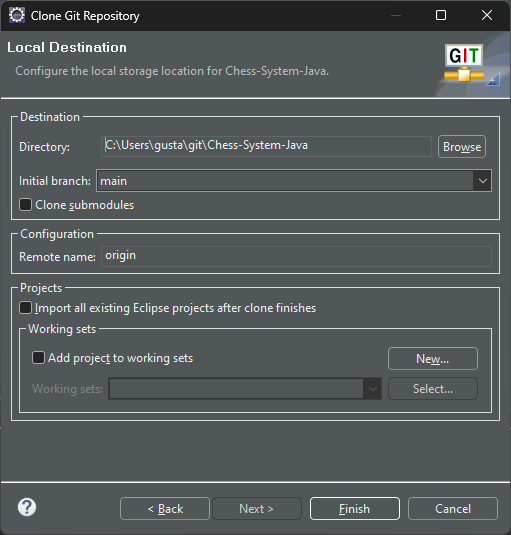 Clone Git Repository
Local Destination
Configure the local storage location for Chess-System-Java.
GIT
Destination
Directory: C:\Users\gusta\git\Chess-System-Java Browse
Initial branch: main
Clone submodules
Configuration
Remote name: origin
Projects
Import all existing Eclipse projects after clone finishes
Working sets
Add project to working sets New...
Working sets: Select...
? < Back Next > Finish Cancel